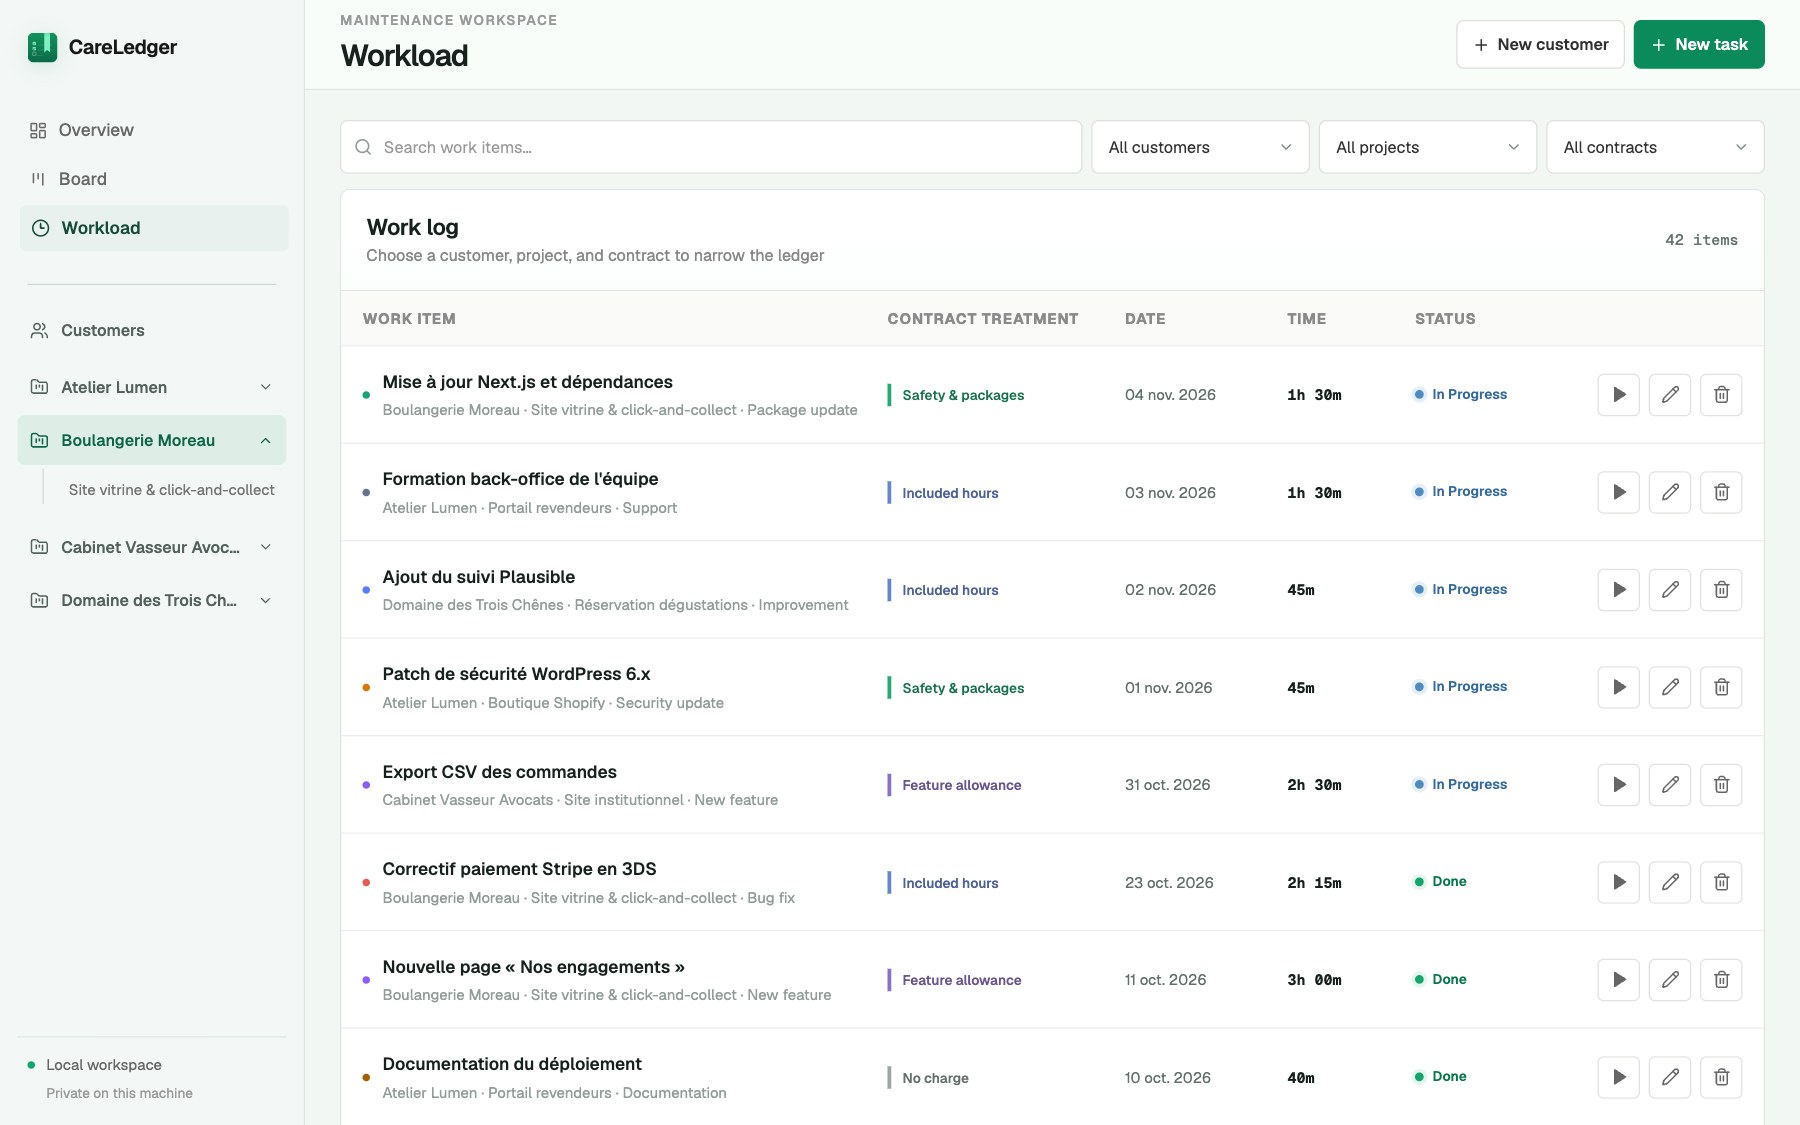 CareLedger
Overview
Board
Workload
Customers
Atelier Lumen
Boulangerie Moreau
Site vitrine & click-and-collect
Cabinet Vasseur Avoc...
Domaine des Trois Ch...
Local workspace
Private on this machine
MAINTENANCE WORKSPACE
Workload
+ New customer
+ New task
Search work items...
All customers
All projects
All contracts
Work log
Choose a customer, project, and contract to narrow the ledger
42 items
WORK ITEM CONTRACT TREATMENT DATE TIME STATUS
Mise à jour Next.js et dépendances
Boulangerie Moreau · Site vitrine & click-and-collect · Package update
Safety & packages
04 nov. 2026
1h 30m
In Progress
Formation back-office de l'équipe
Atelier Lumen · Portail revendeurs · Support
Included hours
03 nov. 2026
1h 30m
In Progress
Ajout du suivi Plausible
Domaine des Trois Chênes · Réservation dégustations · Improvement
Included hours
02 nov. 2026
45m
In Progress
Patch de sécurité WordPress 6.x
Atelier Lumen · Boutique Shopify · Security update
Safety & packages
01 nov. 2026
45m
In Progress
Export CSV des commandes
Cabinet Vasseur Avocats · Site institutionnel · New feature
Feature allowance
31 oct. 2026
2h 30m
In Progress
Correctif paiement Stripe en 3DS
Boulangerie Moreau · Site vitrine & click-and-collect · Bug fix
Included hours
23 oct. 2026
2h 15m
Done
Nouvelle page « Nos engagements »
Boulangerie Moreau · Site vitrine & click-and-collect · New feature
Feature allowance
11 oct. 2026
3h 00m
Done
Documentation du déploiement
Atelier Lumen · Portail revendeurs · Documentation
No charge
10 oct. 2026
40m
Done